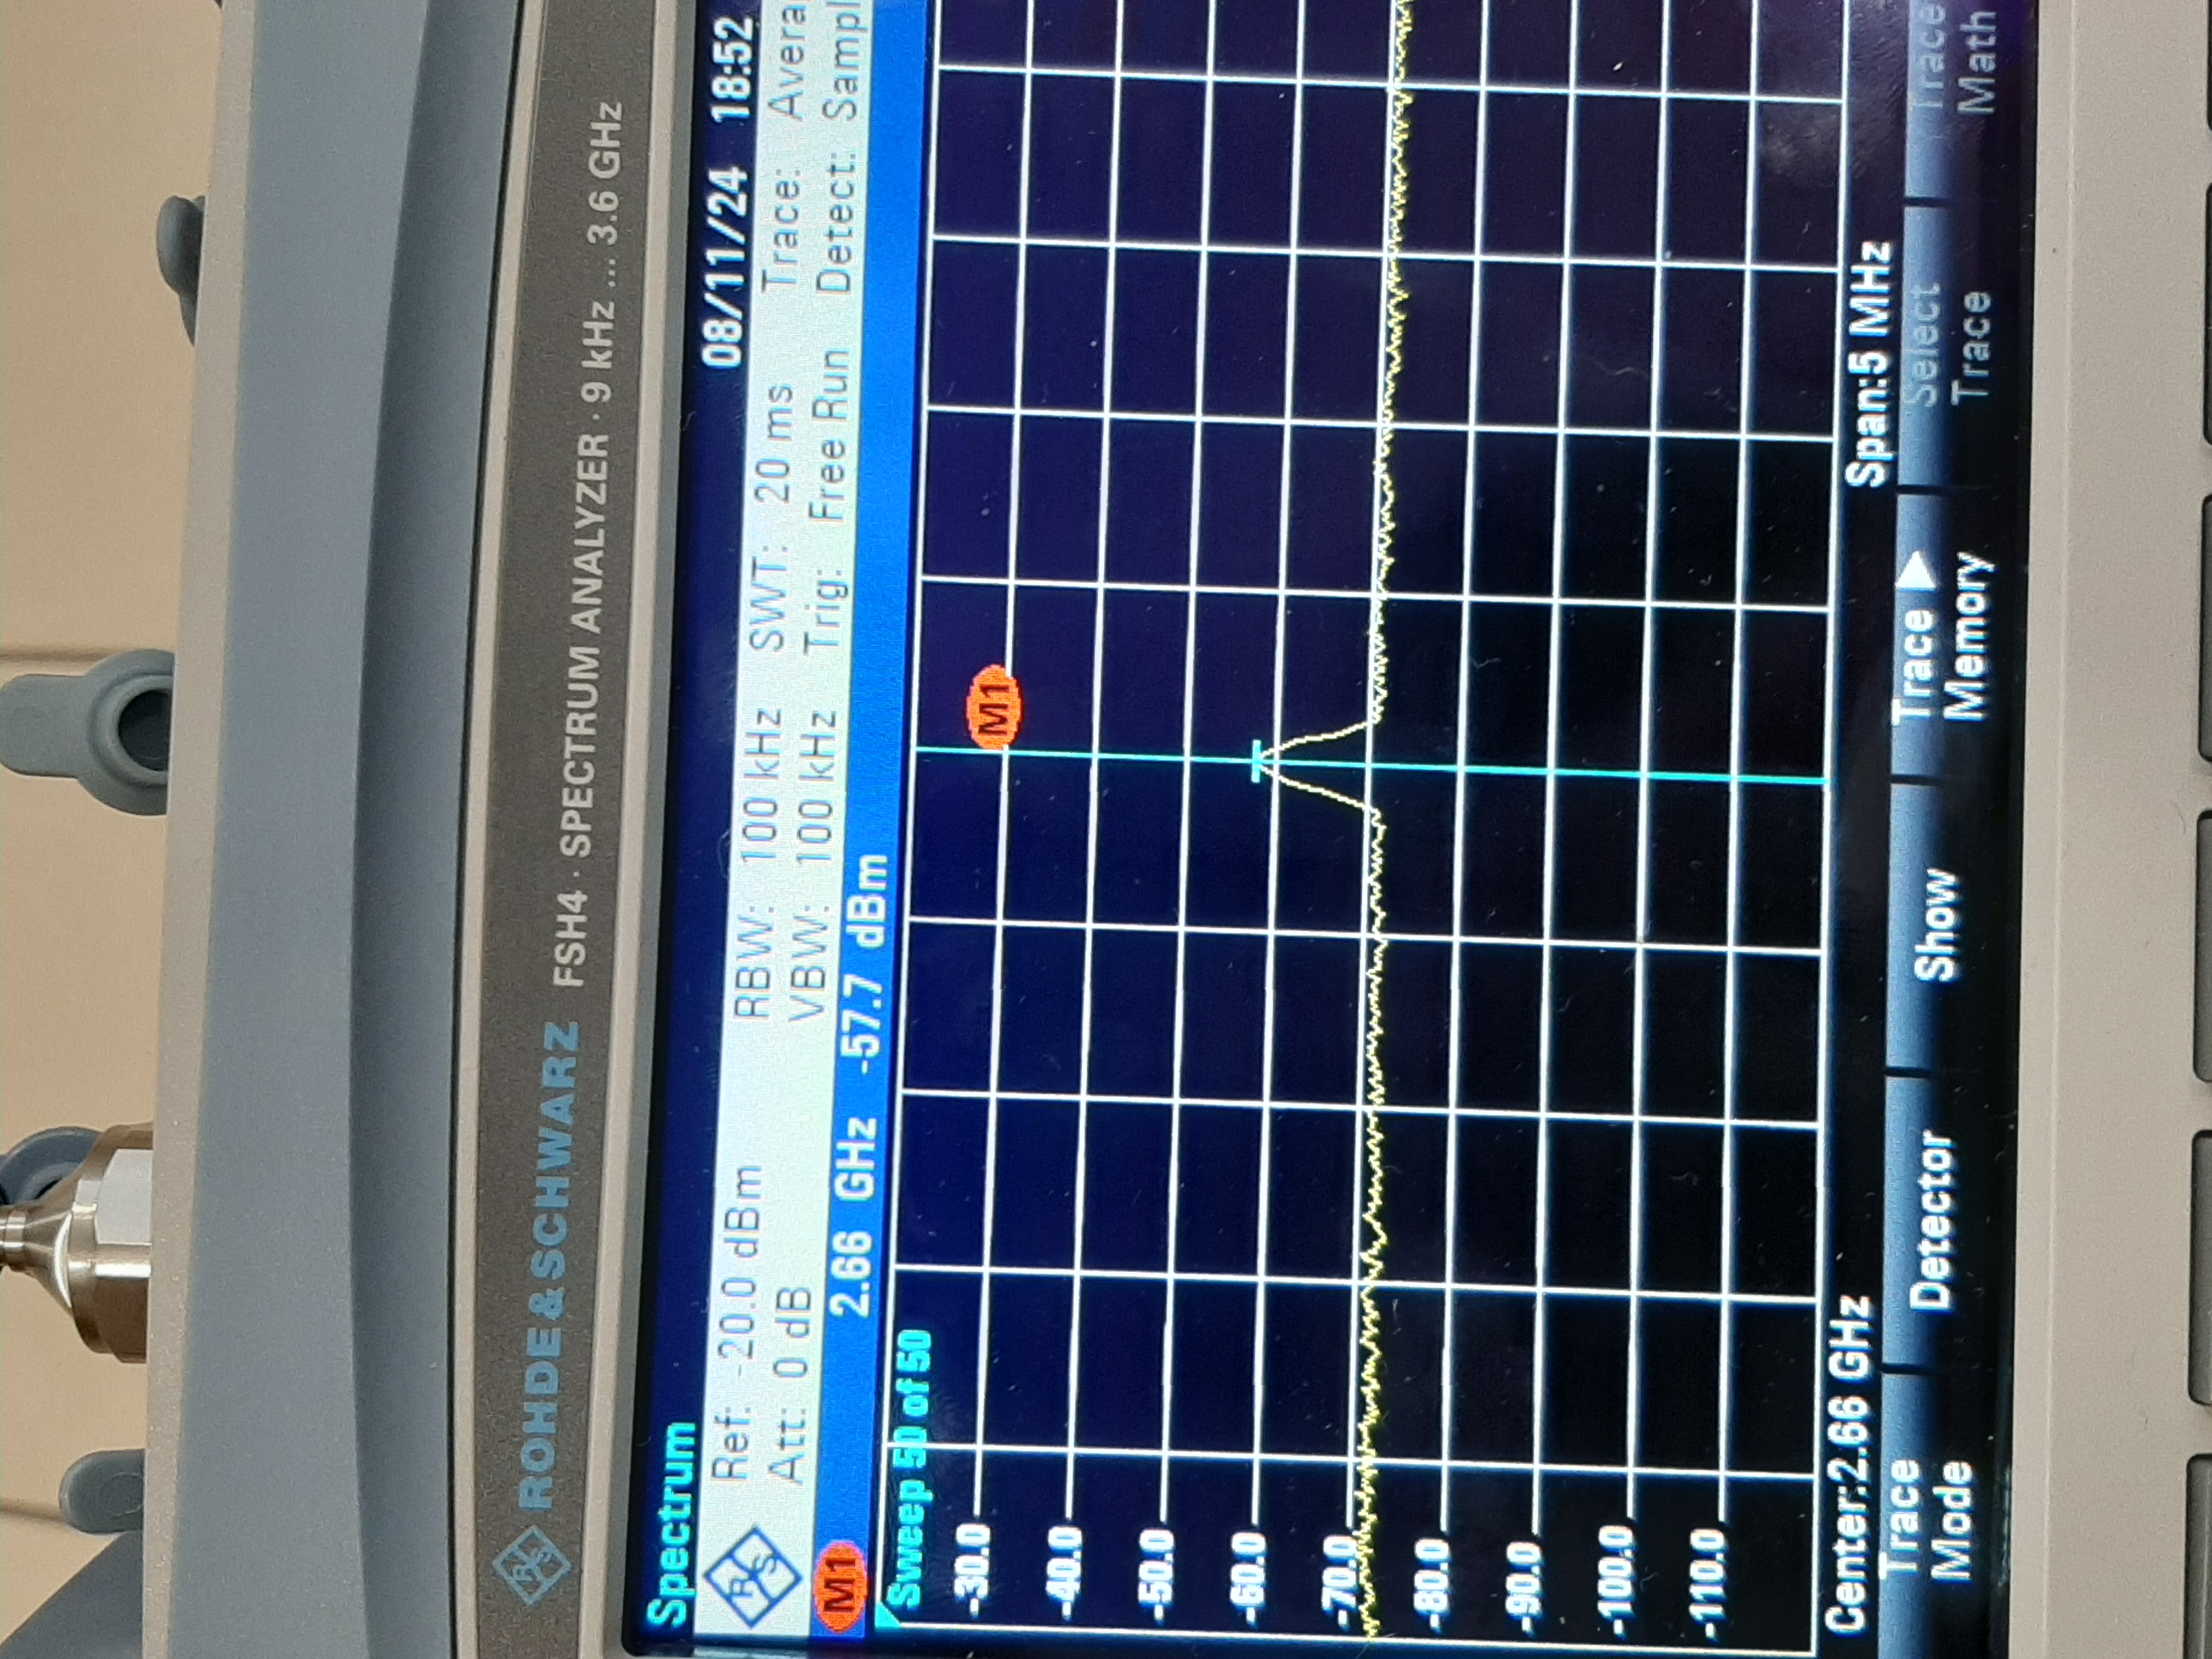 ROHDE & SCHWARZ FSH4 · SPECTRUM ANALYZER · 9 kHz ... 3.6 GHz
Spectrum 08/11/24 18:52
Ref: -20.0 dBm RBW: 100 kHz SWT: 20 ms Trace: Avera
Att: 0 dB VBW: 100 kHz Trig: Free Run Detect: Sampl
M1 2.66 GHz -57.7 dBm
Sweep 50 of 50
M1
-30.0
-40.0
-50.0
-60.0
-70.0
-80.0
-90.0
-100.0
-110.0
Center:2.66 GHz Span:5 MHz
Trace Mode
Detector
Show
Trace Memory
Select Trace
Trace Math